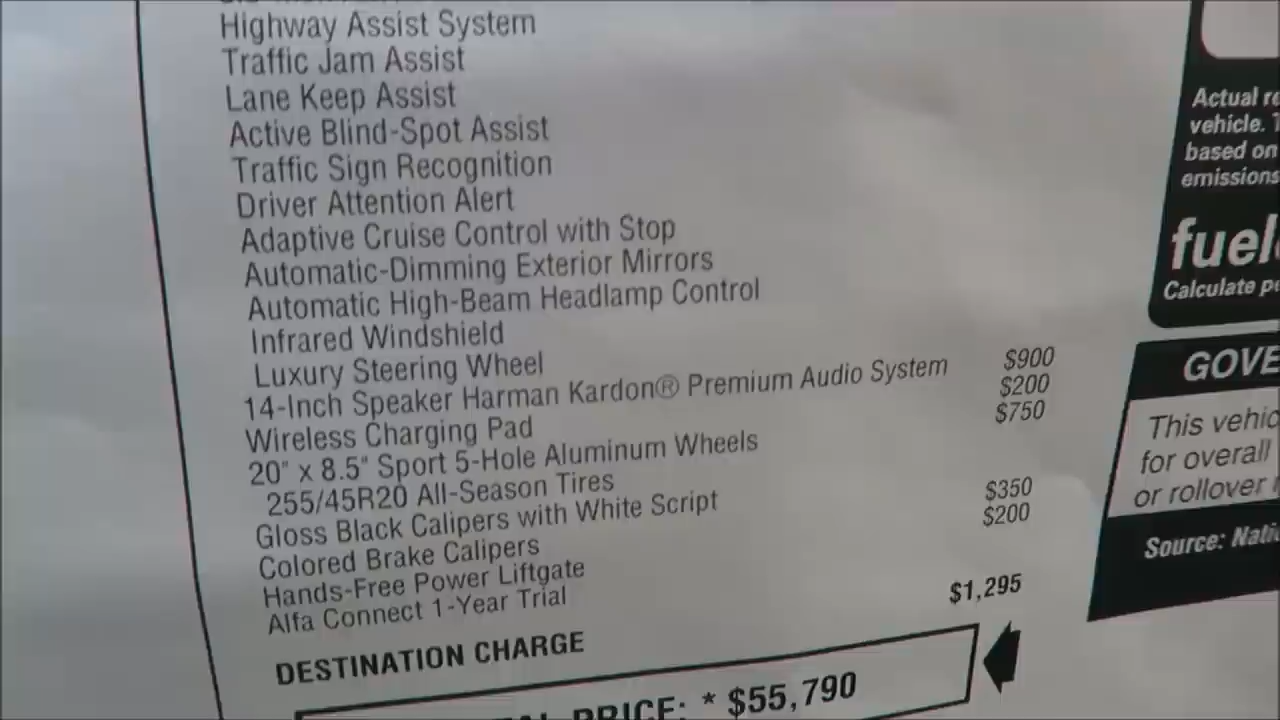 Highway Assist System
Traffic Jam Assist
Lane Keep Assist
Active Blind-Spot Assist
Traffic Sign Recognition
Driver Attention Alert
Adaptive Cruise Control with Stop
Automatic-Dimming Exterior Mirrors
Automatic High-Beam Headlamp Control
Infrared Windshield
Luxury Steering Wheel
14-Inch Speaker Harman Kardon® Premium Audio System $900
Wireless Charging Pad $200
20" x 8.5" Sport 5-Hole Aluminum Wheels $750
255/45R20 All-Season Tires
Gloss Black Calipers with White Script $350
Colored Brake Calipers $200
Hands-Free Power Liftgate
Alfa Connect 1-Year Trial
DESTINATION CHARGE $1,295
PRICE: * $55,790
Actual
vehicle.
based on
emissions
fuel
Calculate
GOVE
This vehic
for overall
or rollover
Source: Nati